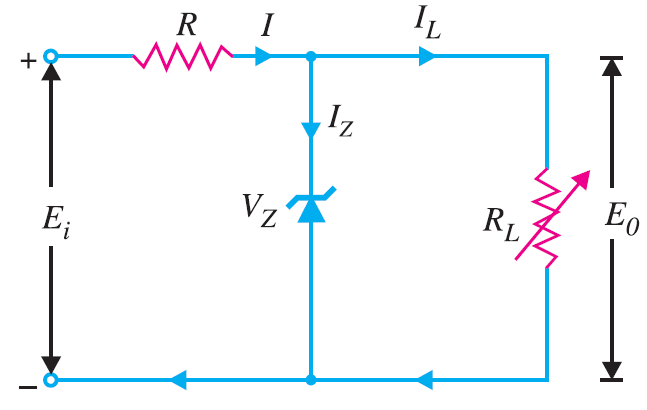 R I I_L
+
I_Z
V_Z
E_i R_L E_0
–